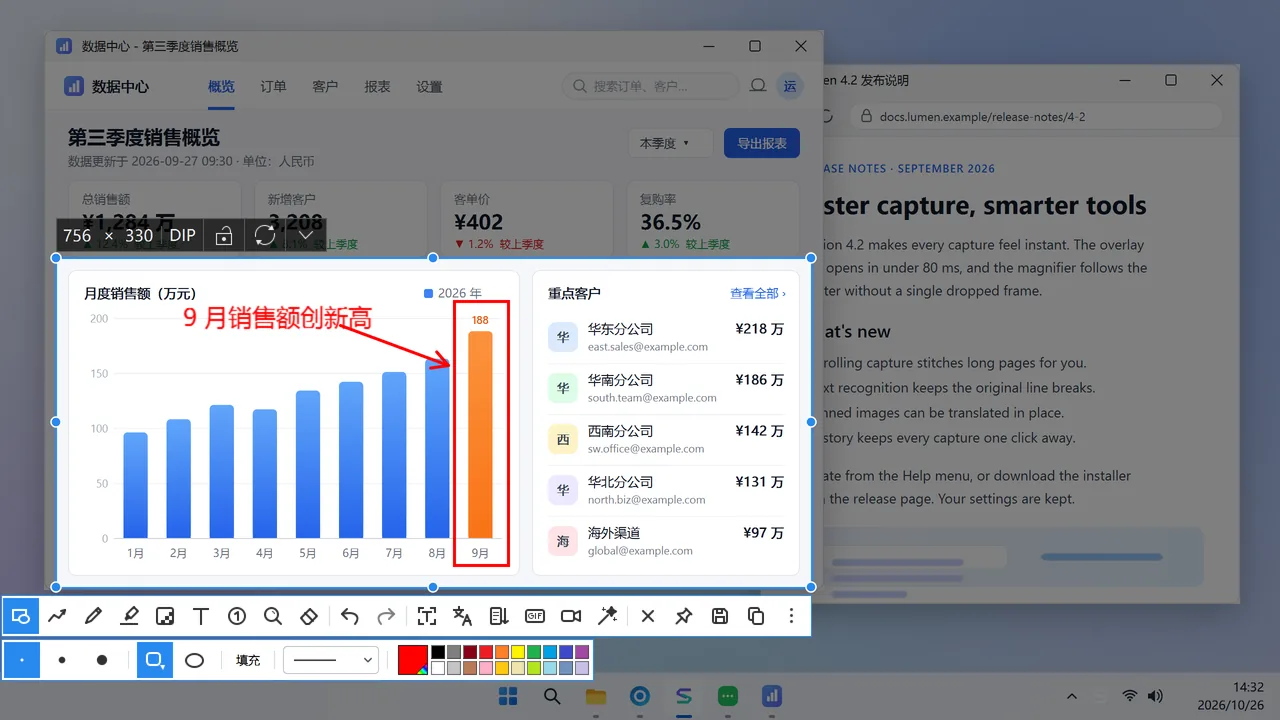 数据中心 - 第三季度销售概览
数据中心
概览
订单
客户
报表
设置
搜索订单、客户...
运
第三季度销售概览
数据更新于 2026-09-27 09:30 · 单位：人民币
本季度 ▾
导出报表
总销售额
新增客户
客单价
复购率
¥1,284 万
3,208
¥402
36.5%
较上季度
▼ 1.2% 较上季度
▲ 3.0% 较上季度
756 × 330 DIP
月度销售额（万元）
2026 年
9 月销售额创新高
188
200
150
100
50
0
1月
2月
3月
4月
5月
6月
7月
8月
9月
重点客户
查看全部 ›
华
华东分公司
east.sales@example.com
¥218 万
华
华南分公司
south.team@example.com
¥186 万
西
西南分公司
sw.office@example.com
¥142 万
华
华北分公司
north.biz@example.com
¥131 万
海
海外渠道
global@example.com
¥97 万
en 4.2 发布说明
docs.lumen.example/release-notes/4-2
ASE NOTES · SEPTEMBER 2026
ster capture, smarter tools
ion 4.2 makes every capture feel instant. The overlay
opens in under 80 ms, and the magnifier follows the
ter without a single dropped frame.
at's new
rolling capture stitches long pages for you.
xt recognition keeps the original line breaks.
nned images can be translated in place.
story keeps every capture one click away.
ate from the Help menu, or download the installer
the release page. Your settings are kept.
T
1
GIF
填充
14:32
2026/10/26